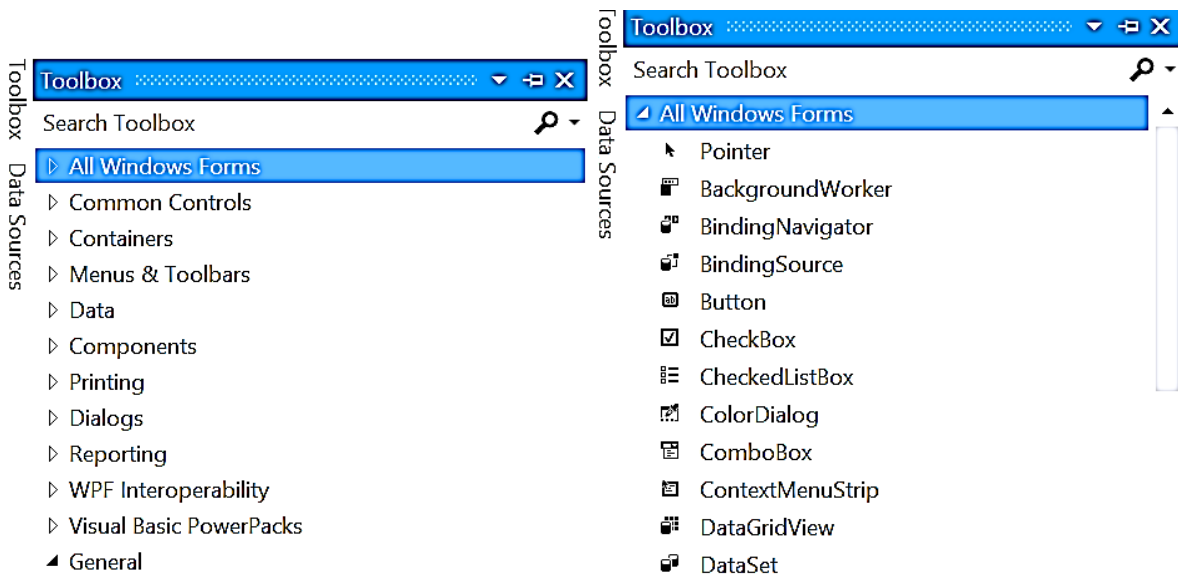 Toolbox
Data Sources
Toolbox
Search Toolbox
All Windows Forms
Common Controls
Containers
Menus & Toolbars
Data
Components
Printing
Dialogs
Reporting
WPF Interoperability
Visual Basic PowerPacks
General
Toolbox
Data Sources
Toolbox
Search Toolbox
All Windows Forms
Pointer
BackgroundWorker
BindingNavigator
BindingSource
Button
CheckBox
CheckedListBox
ColorDialog
ComboBox
ContextMenuStrip
DataGridView
DataSet